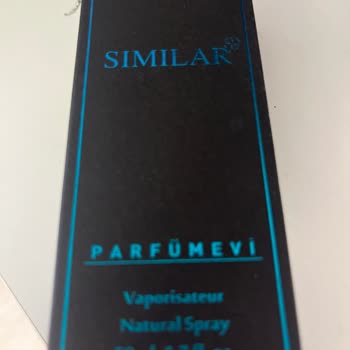 SIMILAR
PARFÜMEVİ
Vaporisateur
Natural Spray